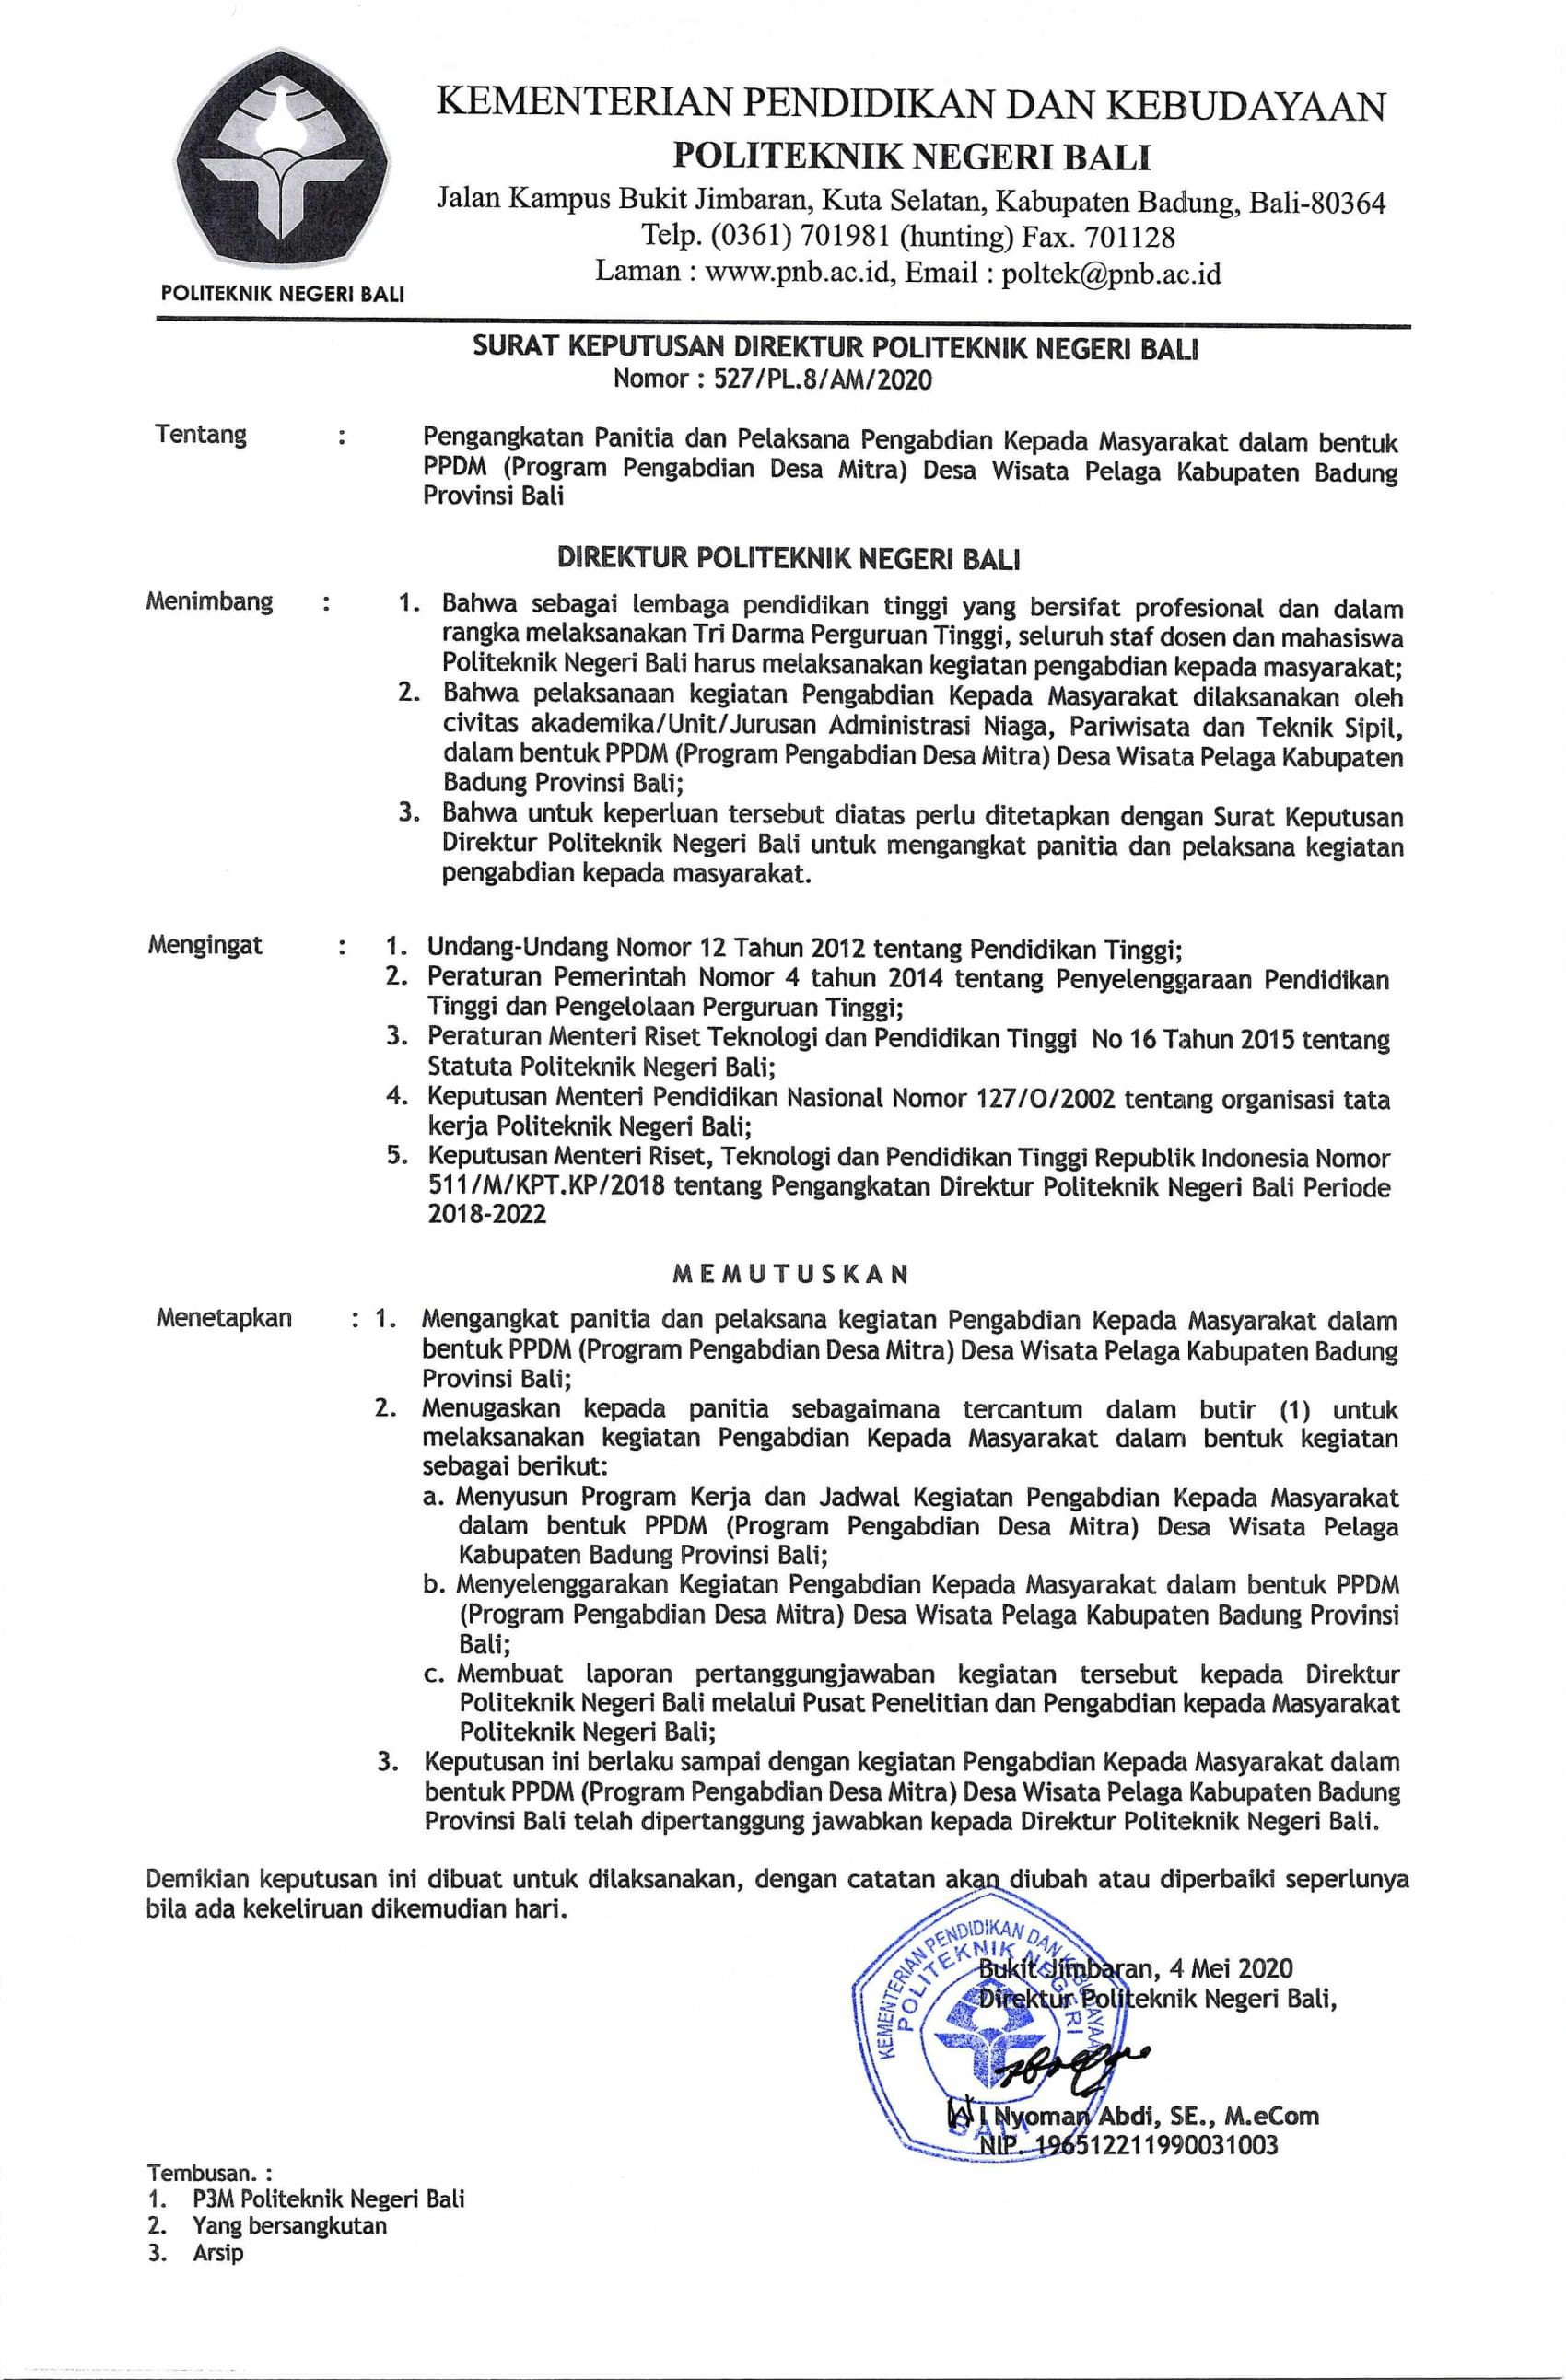 KEMENTERIAN PENDIDIKAN DAN KEBUDAYAAN
POLITEKNIK NEGERI BALI
Jalan Kampus Bukit Jimbaran, Kuta Selatan, Kabupaten Badung, Bali-80364
Telp. (0361) 701981 (hunting) Fax. 701128
Laman : www.pnb.ac.id, Email : poltek@pnb.ac.id
POLITEKNIK NEGERI BALI
SURAT KEPUTUSAN DIREKTUR POLITEKNIK NEGERI BALI
Nomor : 527/PL.8/AM/2020
Tentang : Pengangkatan Panitia dan Pelaksana Pengabdian Kepada Masyarakat dalam bentuk
PPDM (Program Pengabdian Desa Mitra) Desa Wisata Pelaga Kabupaten Badung
Provinsi Bali
DIREKTUR POLITEKNIK NEGERI BALI
Menimbang : 1. Bahwa sebagai lembaga pendidikan tinggi yang bersifat profesional dan dalam
rangka melaksanakan Tri Darma Perguruan Tinggi, seluruh staf dosen dan mahasiswa
Politeknik Negeri Bali harus melaksanakan kegiatan pengabdian kepada masyarakat;
2. Bahwa pelaksanaan kegiatan Pengabdian Kepada Masyarakat dilaksanakan oleh
civitas akademika/Unit/Jurusan Administrasi Niaga, Pariwisata dan Teknik Sipil,
dalam bentuk PPDM (Program Pengabdian Desa Mitra) Desa Wisata Pelaga Kabupaten
Badung Provinsi Bali;
3. Bahwa untuk keperluan tersebut diatas perlu ditetapkan dengan Surat Keputusan
Direktur Politeknik Negeri Bali untuk mengangkat panitia dan pelaksana kegiatan
pengabdian kepada masyarakat.
Mengingat : 1. Undang-Undang Nomor 12 Tahun 2012 tentang Pendidikan Tinggi;
2. Peraturan Pemerintah Nomor 4 tahun 2014 tentang Penyelenggaraan Pendidikan
Tinggi dan Pengelolaan Perguruan Tinggi;
3. Peraturan Menteri Riset Teknologi dan Pendidikan Tinggi No 16 Tahun 2015 tentang
Statuta Politeknik Negeri Bali;
4. Keputusan Menteri Pendidikan Nasional Nomor 127/O/2002 tentang organisasi tata
kerja Politeknik Negeri Bali;
5. Keputusan Menteri Riset, Teknologi dan Pendidikan Tinggi Republik Indonesia Nomor
511/M/KPT.KP/2018 tentang Pengangkatan Direktur Politeknik Negeri Bali Periode
2018-2022
M E M U T U S K A N
Menetapkan : 1. Mengangkat panitia dan pelaksana kegiatan Pengabdian Kepada Masyarakat dalam
bentuk PPDM (Program Pengabdian Desa Mitra) Desa Wisata Pelaga Kabupaten Badung
Provinsi Bali;
2. Menugaskan kepada panitia sebagaimana tercantum dalam butir (1) untuk
melaksanakan kegiatan Pengabdian Kepada Masyarakat dalam bentuk kegiatan
sebagai berikut:
a. Menyusun Program Kerja dan Jadwal Kegiatan Pengabdian Kepada Masyarakat
dalam bentuk PPDM (Program Pengabdian Desa Mitra) Desa Wisata Pelaga
Kabupaten Badung Provinsi Bali;
b. Menyelenggarakan Kegiatan Pengabdian Kepada Masyarakat dalam bentuk PPDM
(Program Pengabdian Desa Mitra) Desa Wisata Pelaga Kabupaten Badung Provinsi
Bali;
c. Membuat laporan pertanggungjawaban kegiatan tersebut kepada Direktur
Politeknik Negeri Bali melalui Pusat Penelitian dan Pengabdian kepada Masyarakat
Politeknik Negeri Bali;
3. Keputusan ini berlaku sampai dengan kegiatan Pengabdian Kepada Masyarakat dalam
bentuk PPDM (Program Pengabdian Desa Mitra) Desa Wisata Pelaga Kabupaten Badung
Provinsi Bali telah dipertanggung jawabkan kepada Direktur Politeknik Negeri Bali.
Demikian keputusan ini dibuat untuk dilaksanakan, dengan catatan akan diubah atau diperbaiki seperlunya
bila ada kekeliruan dikemudian hari.
Bukit Jimbaran, 4 Mei 2020
Direktur Politeknik Negeri Bali,
KEMENTERIAN PENDIDIKAN DAN KEBUDAYAAN
POLITEKNIK NEGERI
BALI
I Nyoman Abdi, SE., M.eCom
NIP. 196512211990031003
Tembusan. :
1. P3M Politeknik Negeri Bali
2. Yang bersangkutan
3. Arsip